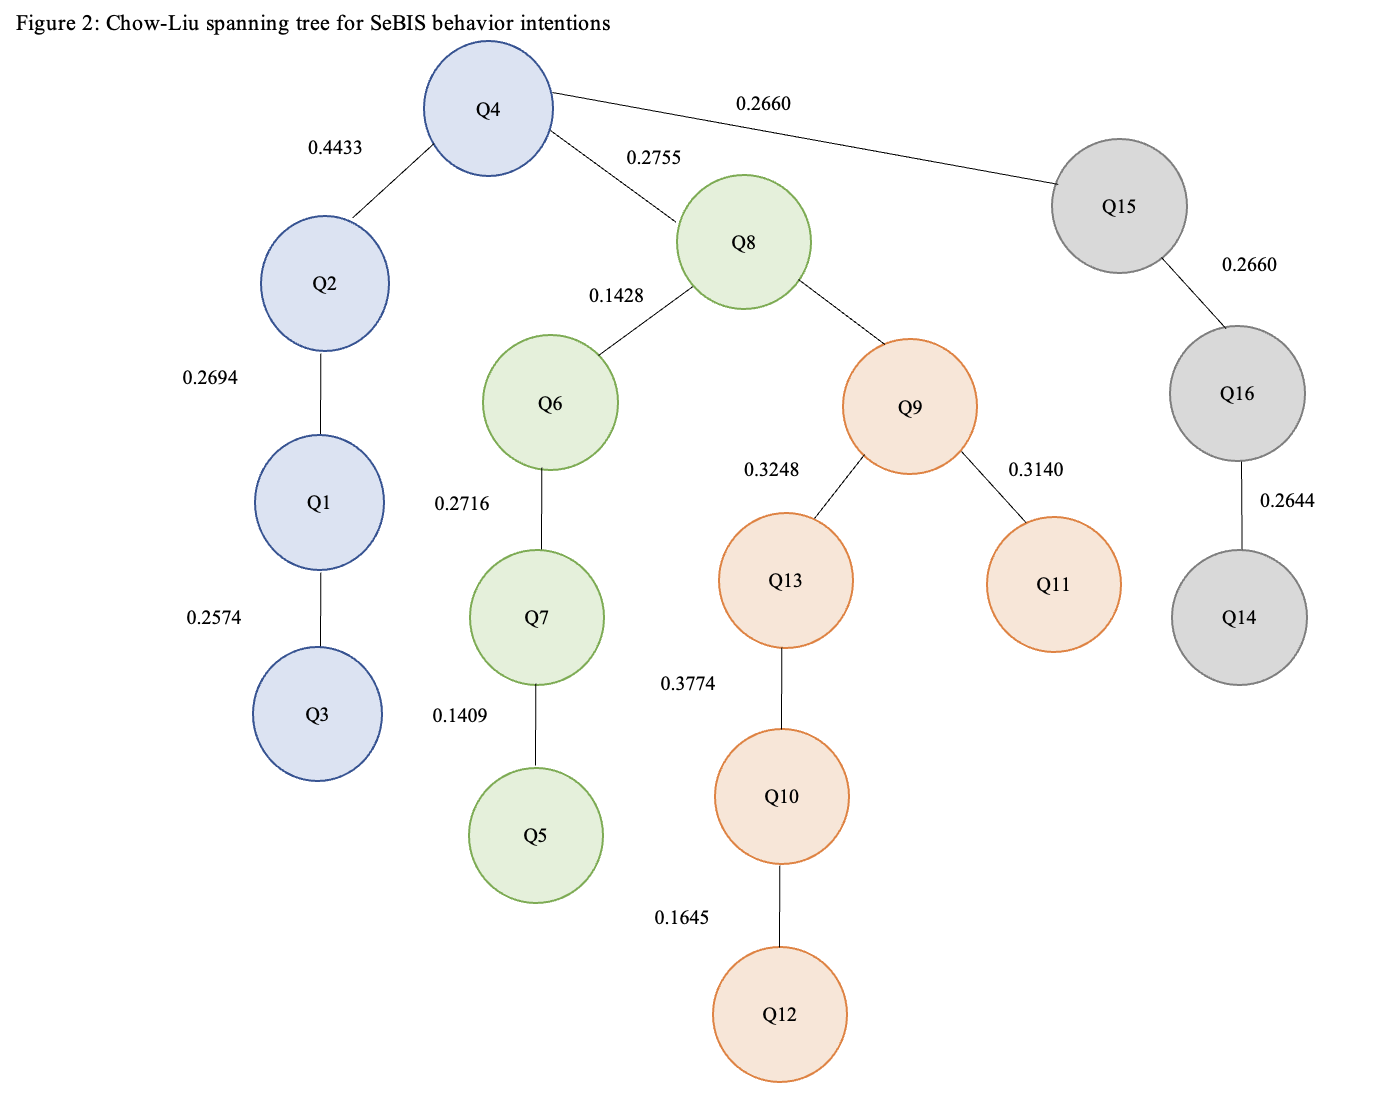 Figure 2: Chow-Liu spanning tree for SeBIS behavior intentions
Q4
0.2660
0.4433
0.2755
Q15
Q8
0.2660
Q2
0.1428
0.2694
Q6
Q9
Q16
0.3248
0.3140
Q1
0.2716
0.2644
Q13
Q11
0.2574
Q7
Q14
0.3774
Q3
0.1409
Q10
Q5
0.1645
Q12